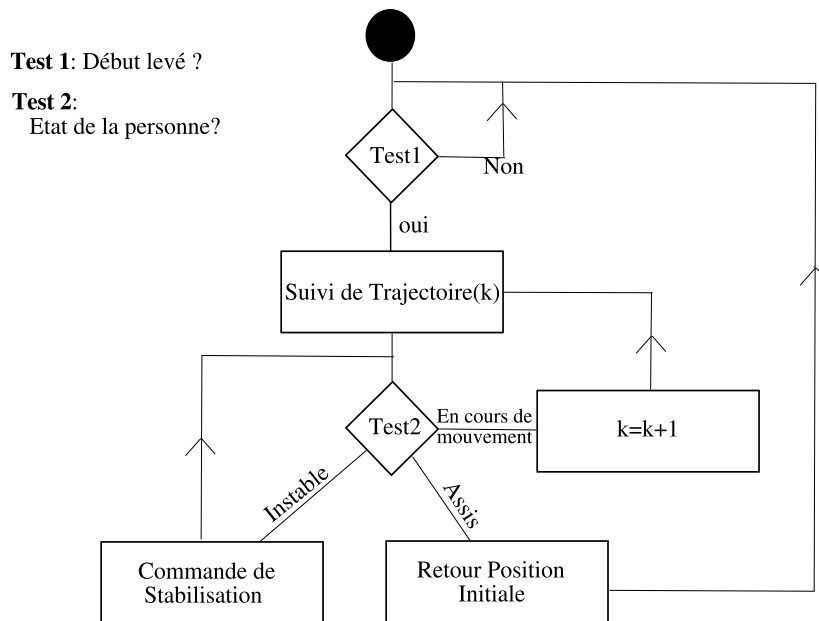 Test 1: Début levé ?
Test 2:
Etat de la personne?
Test1
Non
oui
Suivi de Trajectoire(k)
Test2
En cours de
mouvement
k=k+1
Instable
Assis
Commande de
Stabilisation
Retour Position
Initiale